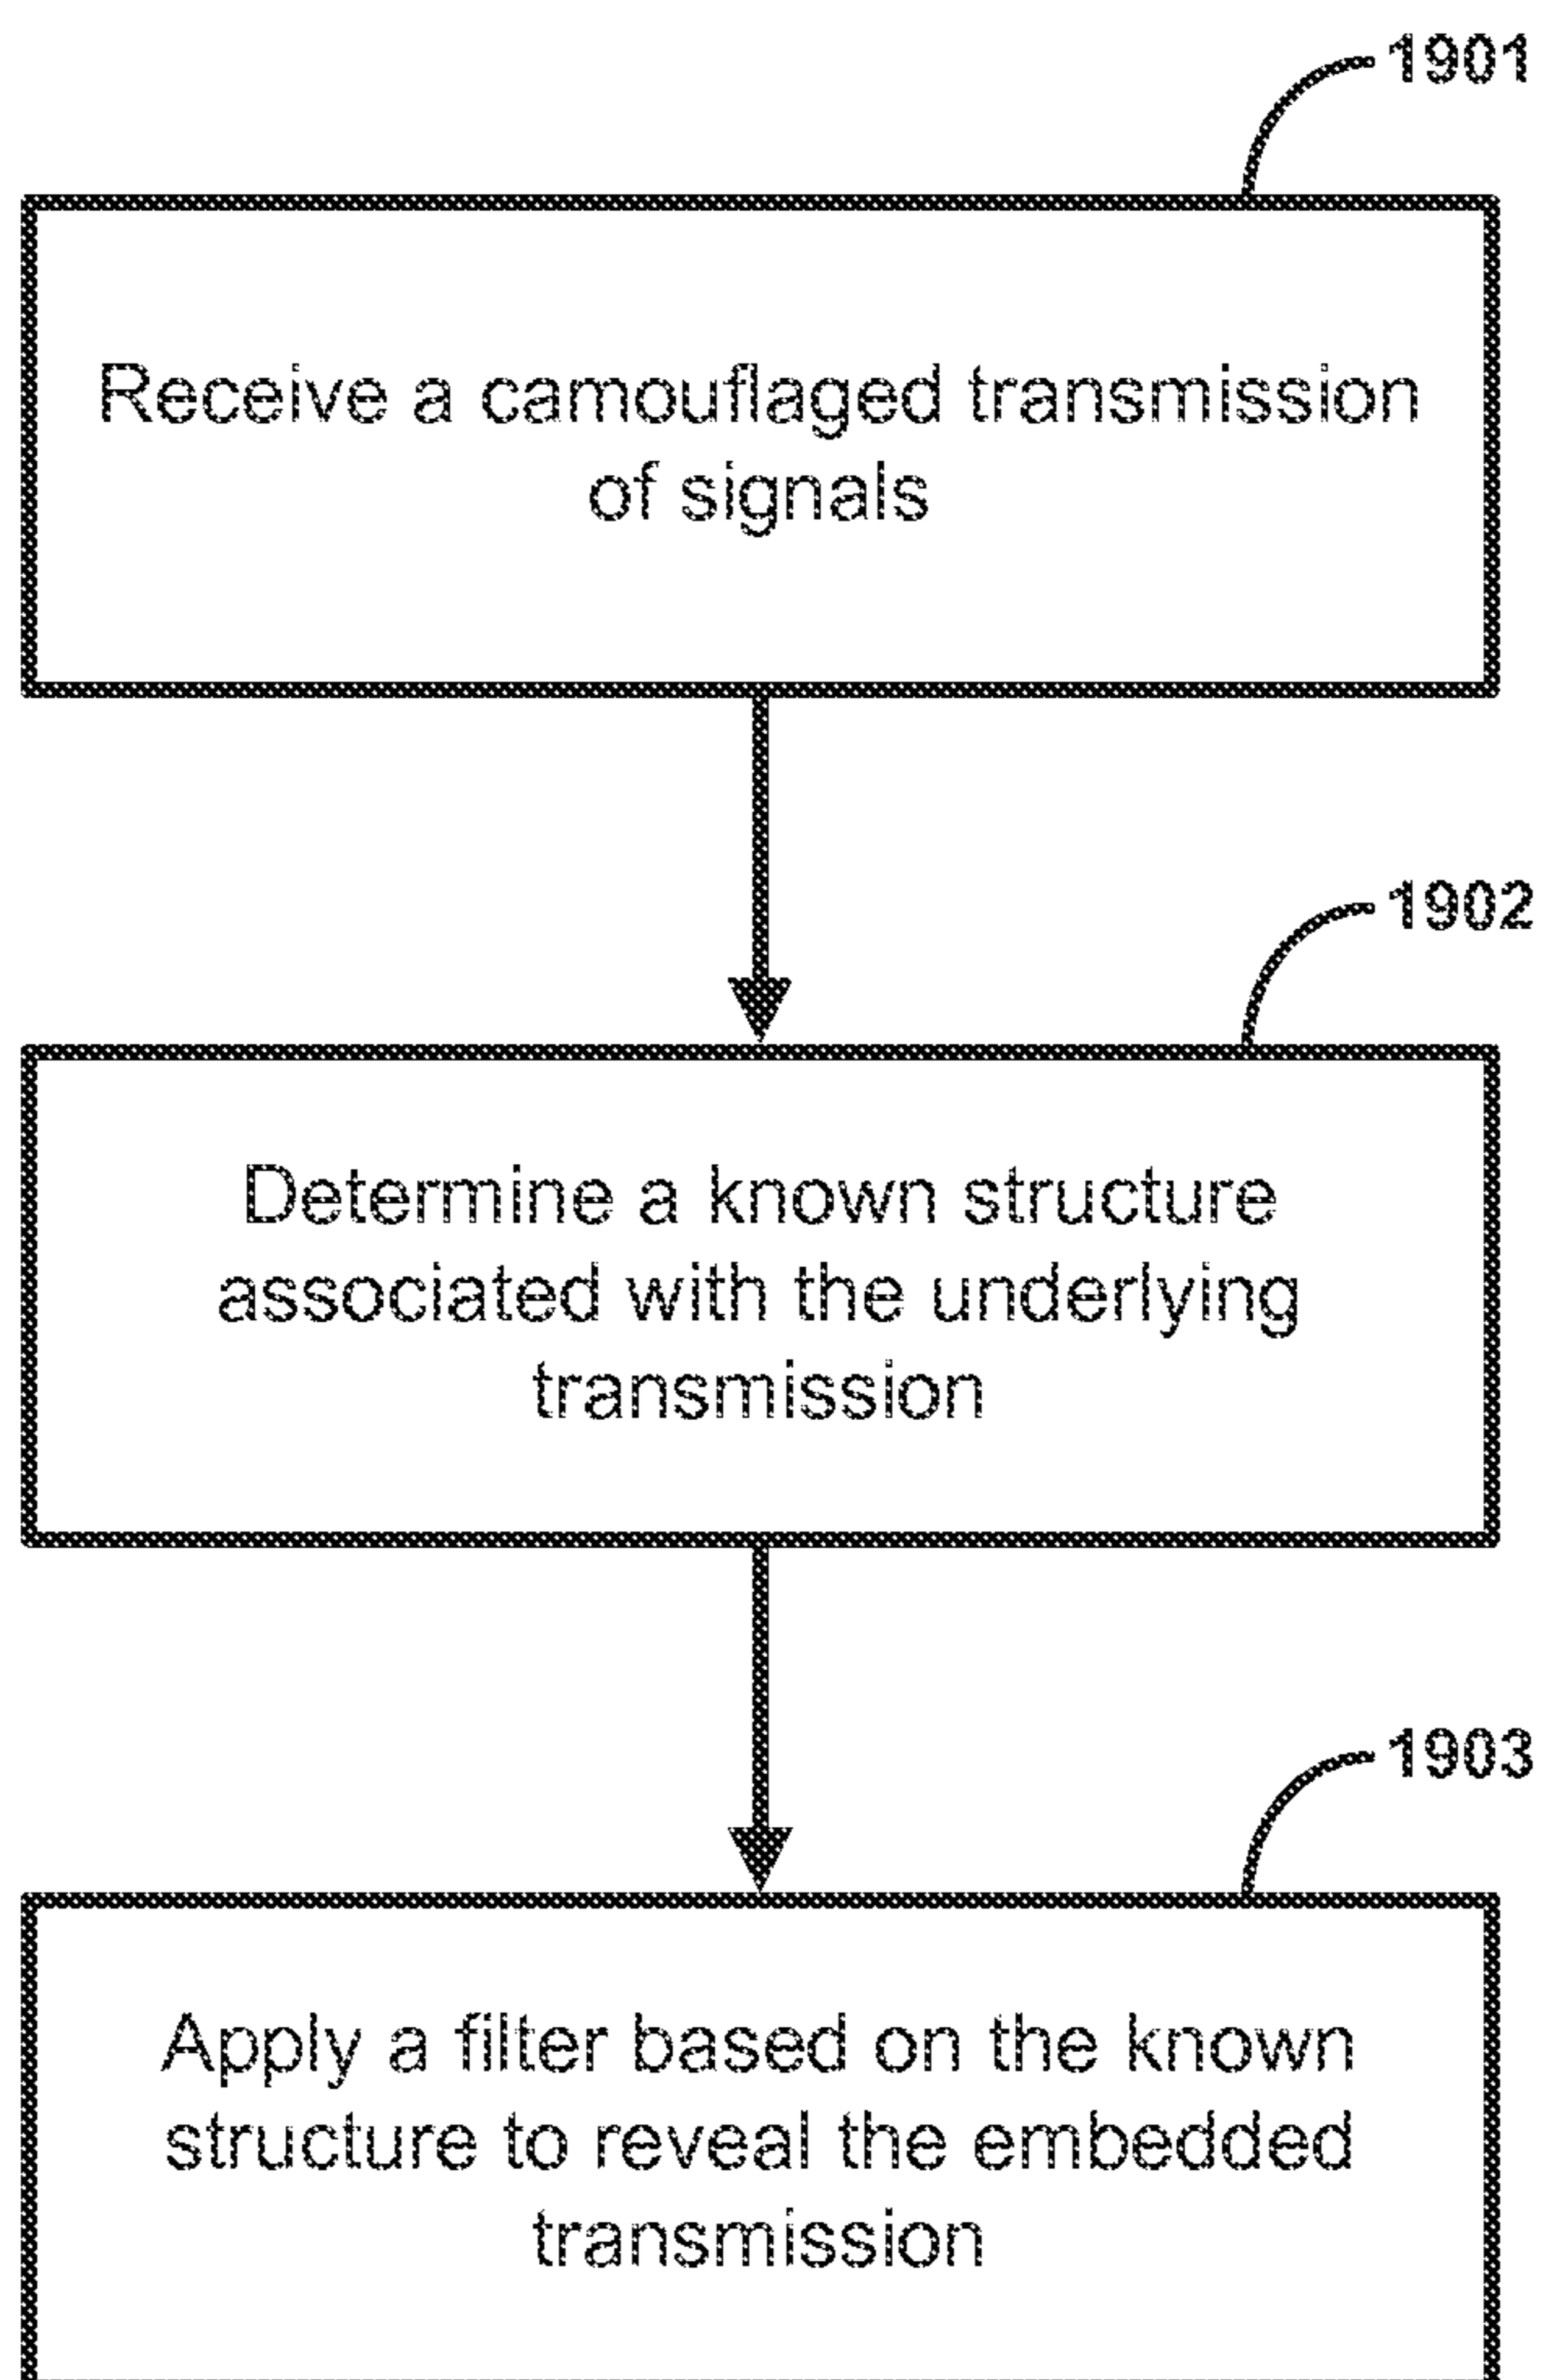 1901
Receive a camouflaged transmission
of signals
1902
Determine a known structure
associated with the underlying
transmission
1903
Apply a filter based on the known
structure to reveal the embedded
transmission